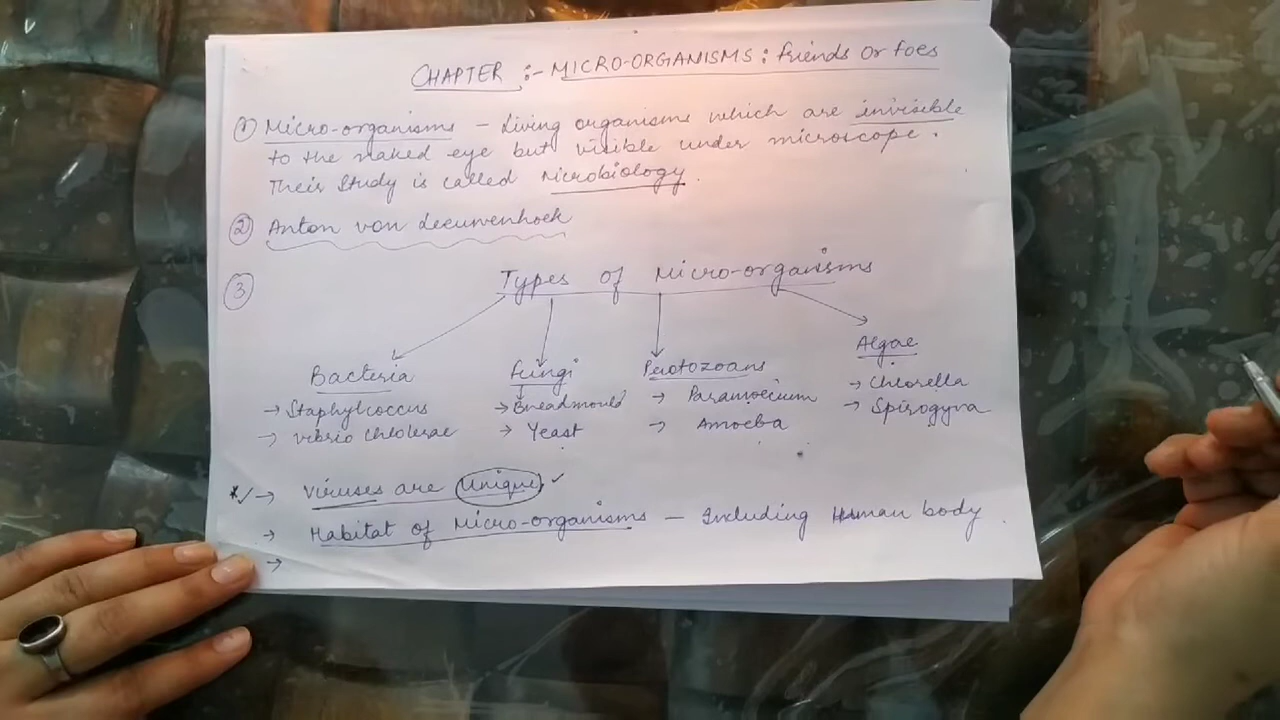 CHAPTER :- MICRO-ORGANISMS : friends or foes
1) Micro-organisms - Living organisms which are invisible
to the naked eye but visible under microscope.
Their study is called Microbiology.
2 Anton von Leeuwenhoek
3 Types of Micro-organisms
Bacteria
→ Staphylcoccus
→ Vibrio chlolerae
Fungi
→ Breadmould
→ Yeast
Protozoans
→ Paramoecium
→ Amoeba
Algae
→ Chlorella
→ Spirogyra
*✓→ Viruses are Unique ✓
→ Habitat of Micro-organisms - Including Human body
→